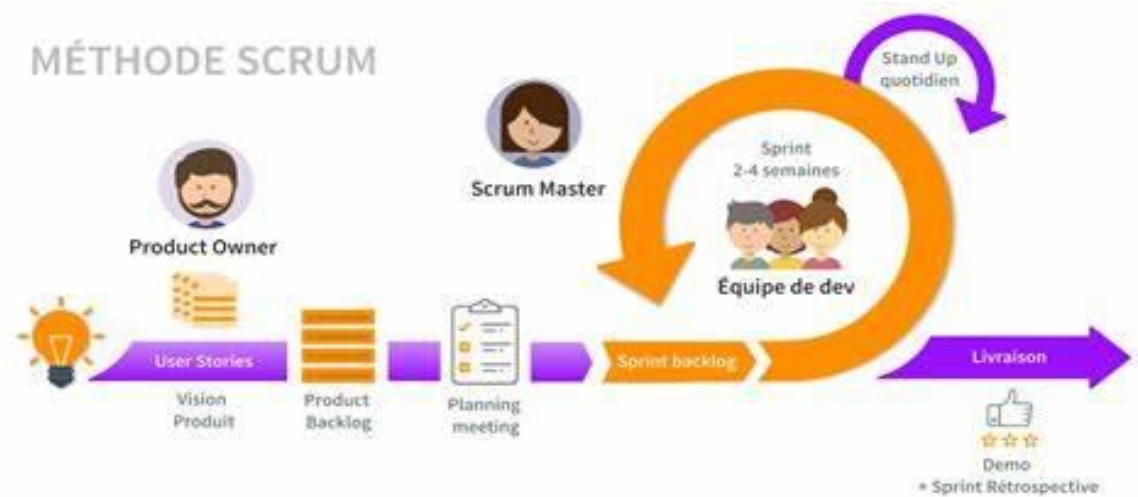 MÉTHODE SCRUM
Stand Up
quotidien
Sprint
2-4 semaines
Scrum Master
Product Owner
Équipe de dev
User Stories
Sprint backlog
Livraison
Vision
Produit
Product
Backlog
Planning
meeting
Demo
+ Sprint Rétrospective